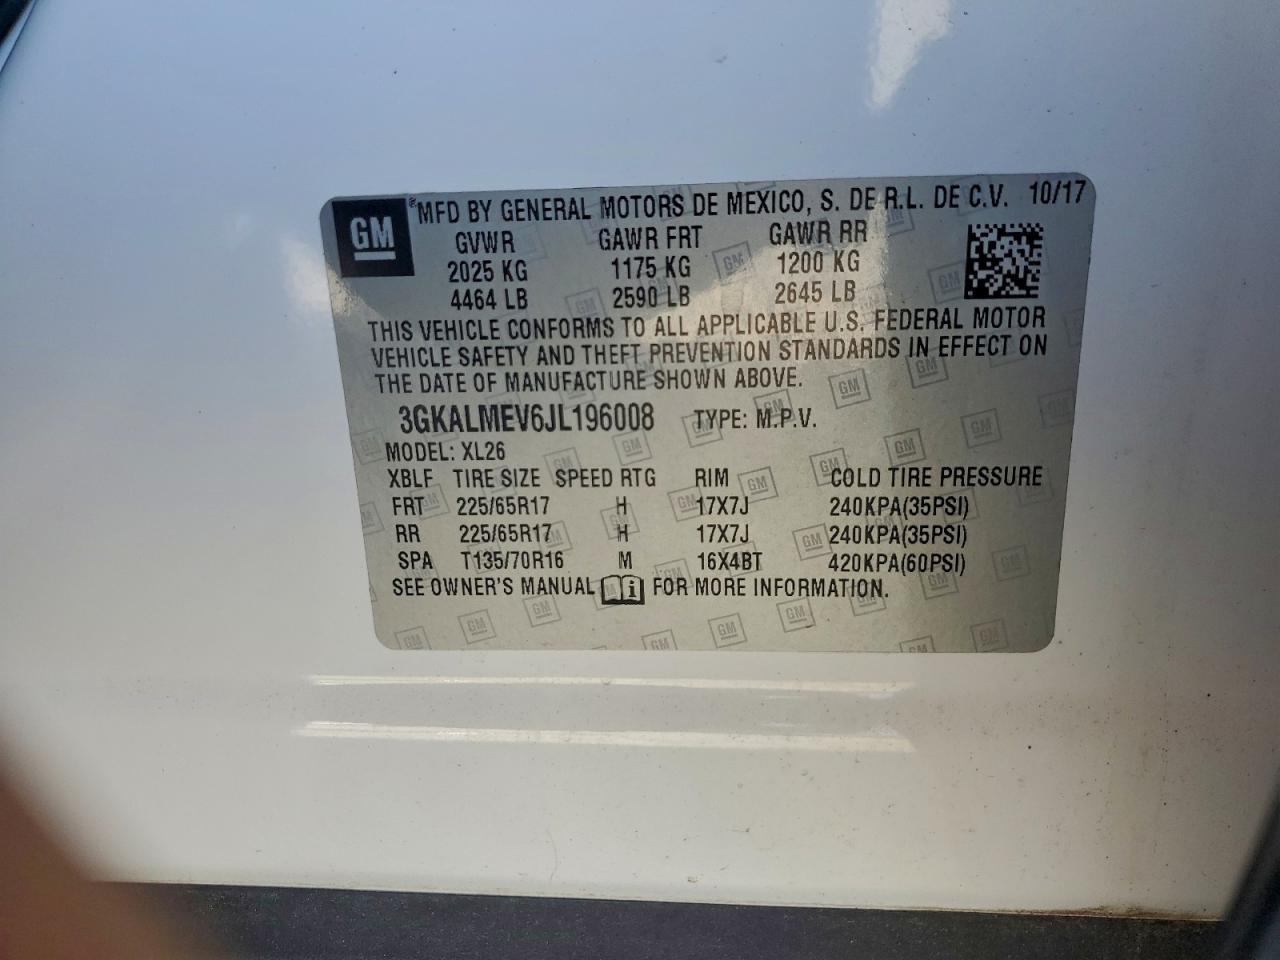 GM ® MFD BY GENERAL MOTORS DE MEXICO, S. DE R.L. DE C.V. 10/17
GVWR GAWR FRT GAWR RR
2025 KG 1175 KG 1200 KG
4464 LB 2590 LB 2645 LB
THIS VEHICLE CONFORMS TO ALL APPLICABLE U.S. FEDERAL MOTOR
VEHICLE SAFETY AND THEFT PREVENTION STANDARDS IN EFFECT ON
THE DATE OF MANUFACTURE SHOWN ABOVE.
3GKALMEV6JL196008 TYPE: M.P.V.
MODEL: XL26
XBLF TIRE SIZE SPEED RTG RIM COLD TIRE PRESSURE
FRT 225/65R17 H 17X7J 240KPA(35PSI)
RR 225/65R17 H 17X7J 240KPA(35PSI)
SPA T135/70R16 M 16X4BT 420KPA(60PSI)
SEE OWNER'S MANUAL i FOR MORE INFORMATION.